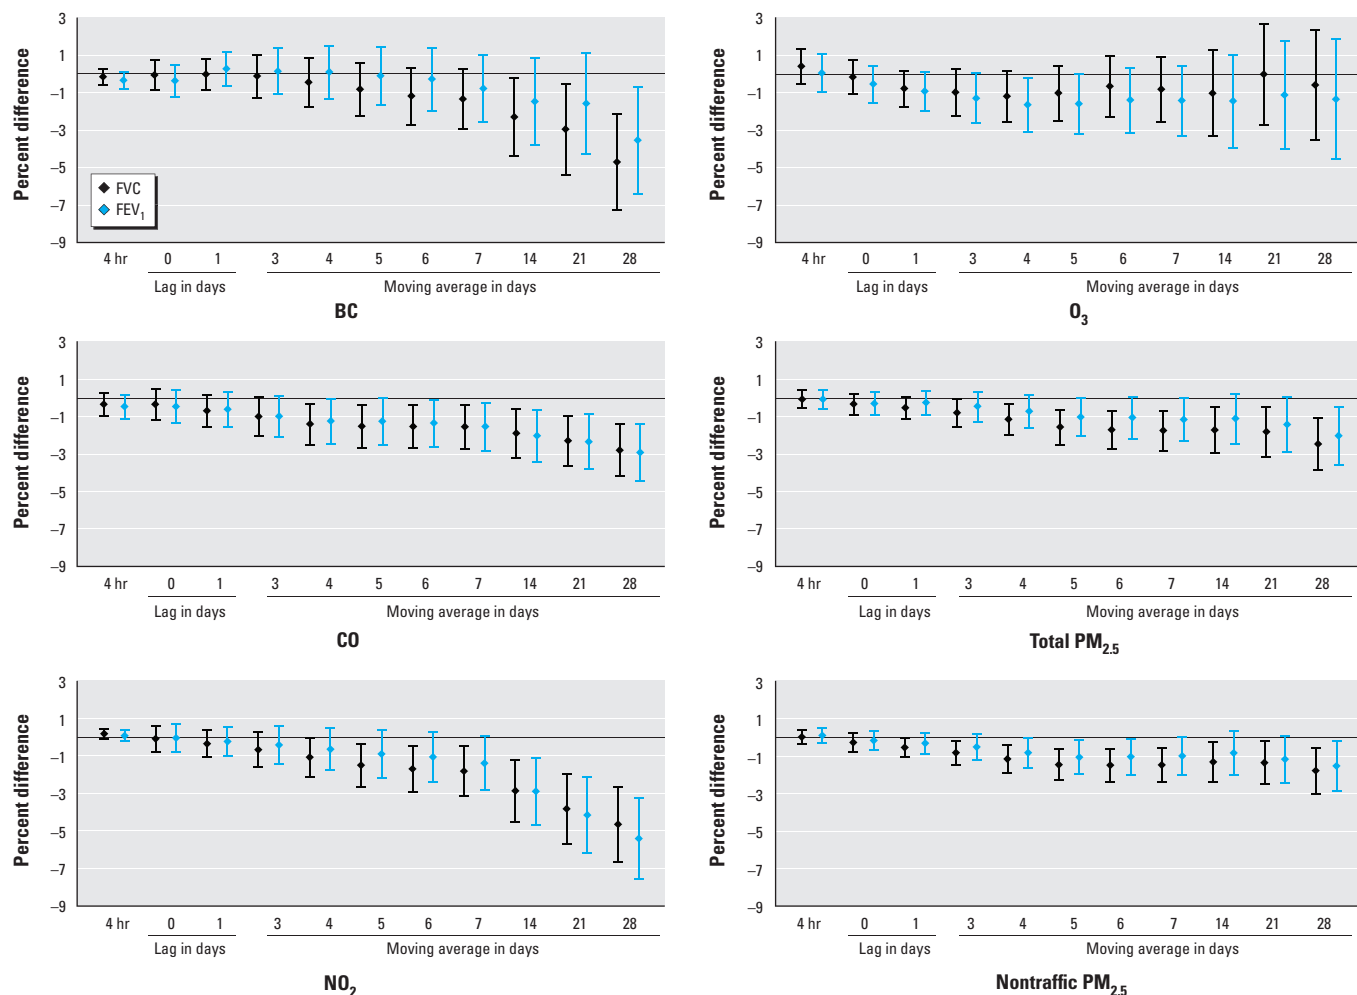 3
1
–1
–3
–5
–7
–9
Percent difference
FVC
FEV1
4 hr 0 1 3 4 5 6 7 14 21 28
Lag in days Moving average in days
BC
3
1
–1
–3
–5
–7
–9
Percent difference
4 hr 0 1 3 4 5 6 7 14 21 28
Lag in days Moving average in days
O3
3
1
–1
–3
–5
–7
–9
Percent difference
4 hr 0 1 3 4 5 6 7 14 21 28
Lag in days Moving average in days
CO
3
1
–1
–3
–5
–7
–9
Percent difference
4 hr 0 1 3 4 5 6 7 14 21 28
Lag in days Moving average in days
Total PM2.5
3
1
–1
–3
–5
–7
–9
Percent difference
4 hr 0 1 3 4 5 6 7 14 21 28
Lag in days Moving average in days
NO2
3
1
–1
–3
–5
–7
–9
Percent difference
4 hr 0 1 3 4 5 6 7 14 21 28
Lag in days Moving average in days
Nontraffic PM2.5